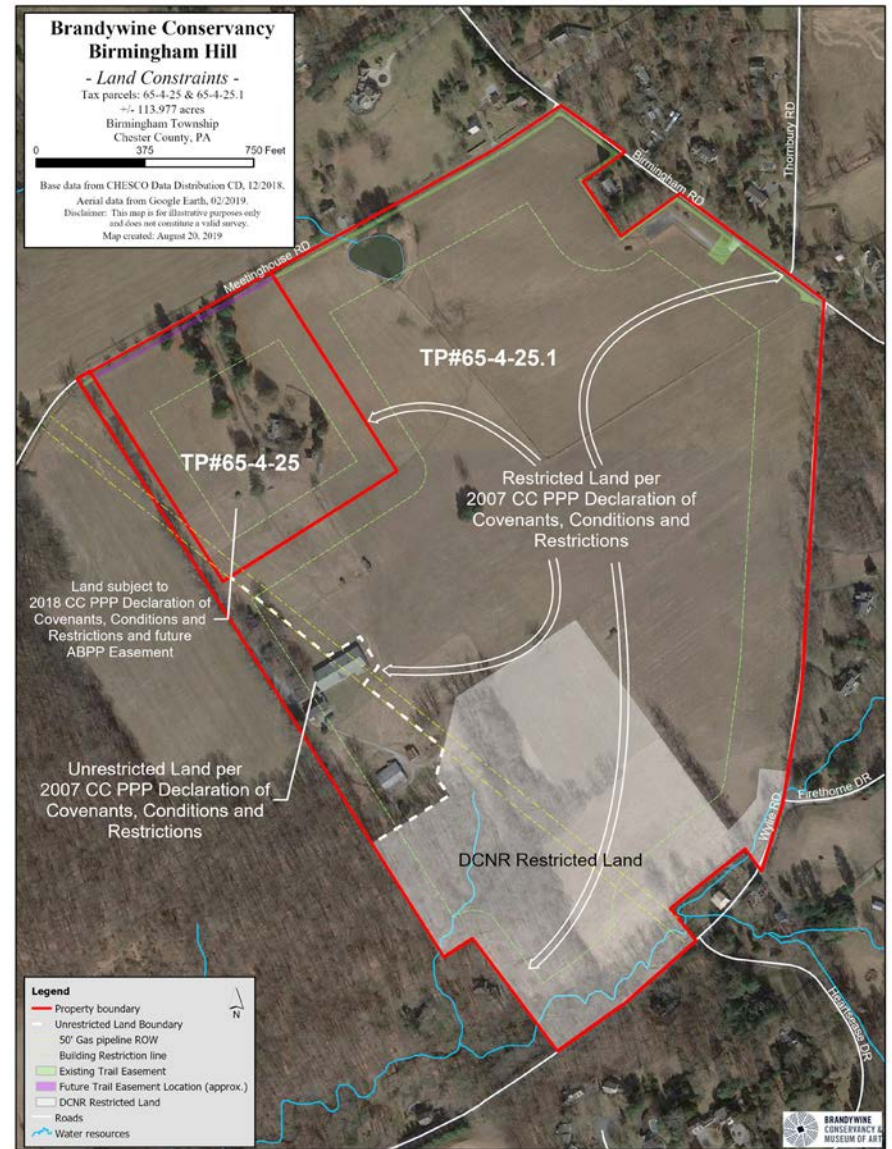 Brandywine Conservancy
Birmingham Hill
- Land Constraints -
Tax parcels: 65-4-25 & 65-4-25.1
+/- 113.977 acres
Birmingham Township
Chester County, PA
0 375 750 Feet
Base data from CHESCO Data Distribution CD, 12/2018.
Aerial data from Google Earth, 02/2019.
Disclaimer: This map is for illustrative purposes only
and does not constitute a valid survey.
Map created: August 20, 2019
Birmingham RD
Thornbury RD
Meetinghouse RD
TP#65-4-25.1
TP#65-4-25
Restricted Land per
2007 CC PPP Declaration of
Covenants, Conditions and
Restrictions
Land subject to
2018 CC PPP Declaration of
Covenants, Conditions and
Restrictions and future
ABPP Easement
Unrestricted Land per
2007 CC PPP Declaration of
Covenants, Conditions and
Restrictions
Firethorne DR
Wylie RD
DCNR Restricted Land
Heartsease DR
Legend
N
Property boundary
Unrestricted Land Boundary
50' Gas pipeline ROW
Building Restriction line
Existing Trail Easement
Future Trail Easement Location (approx.)
DCNR Restricted Land
Roads
Water resources
BRANDYWINE
CONSERVANCY &
MUSEUM OF ART